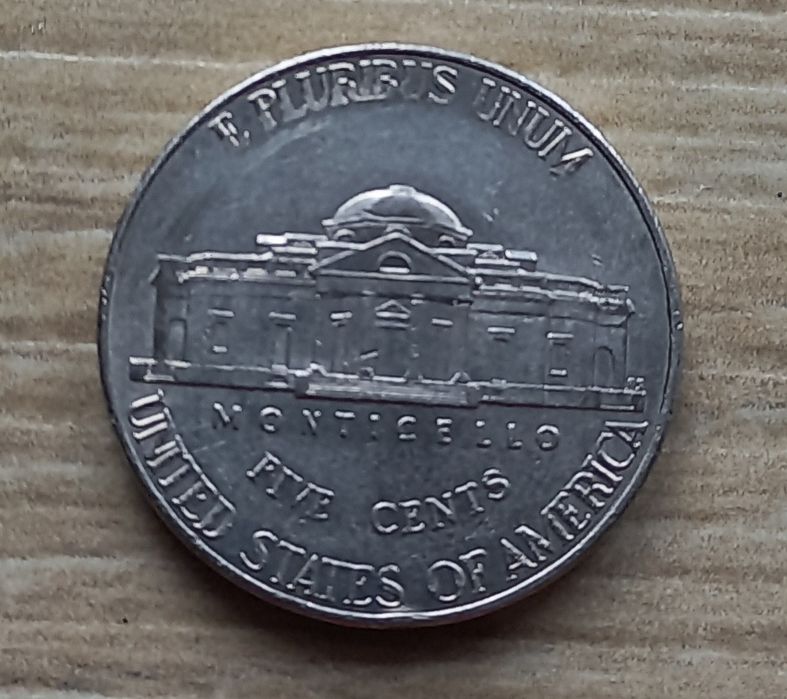 E PLURIBUS UNUM
MONTICELLO
FIVE CENTS
UNITED STATES OF AMERICA